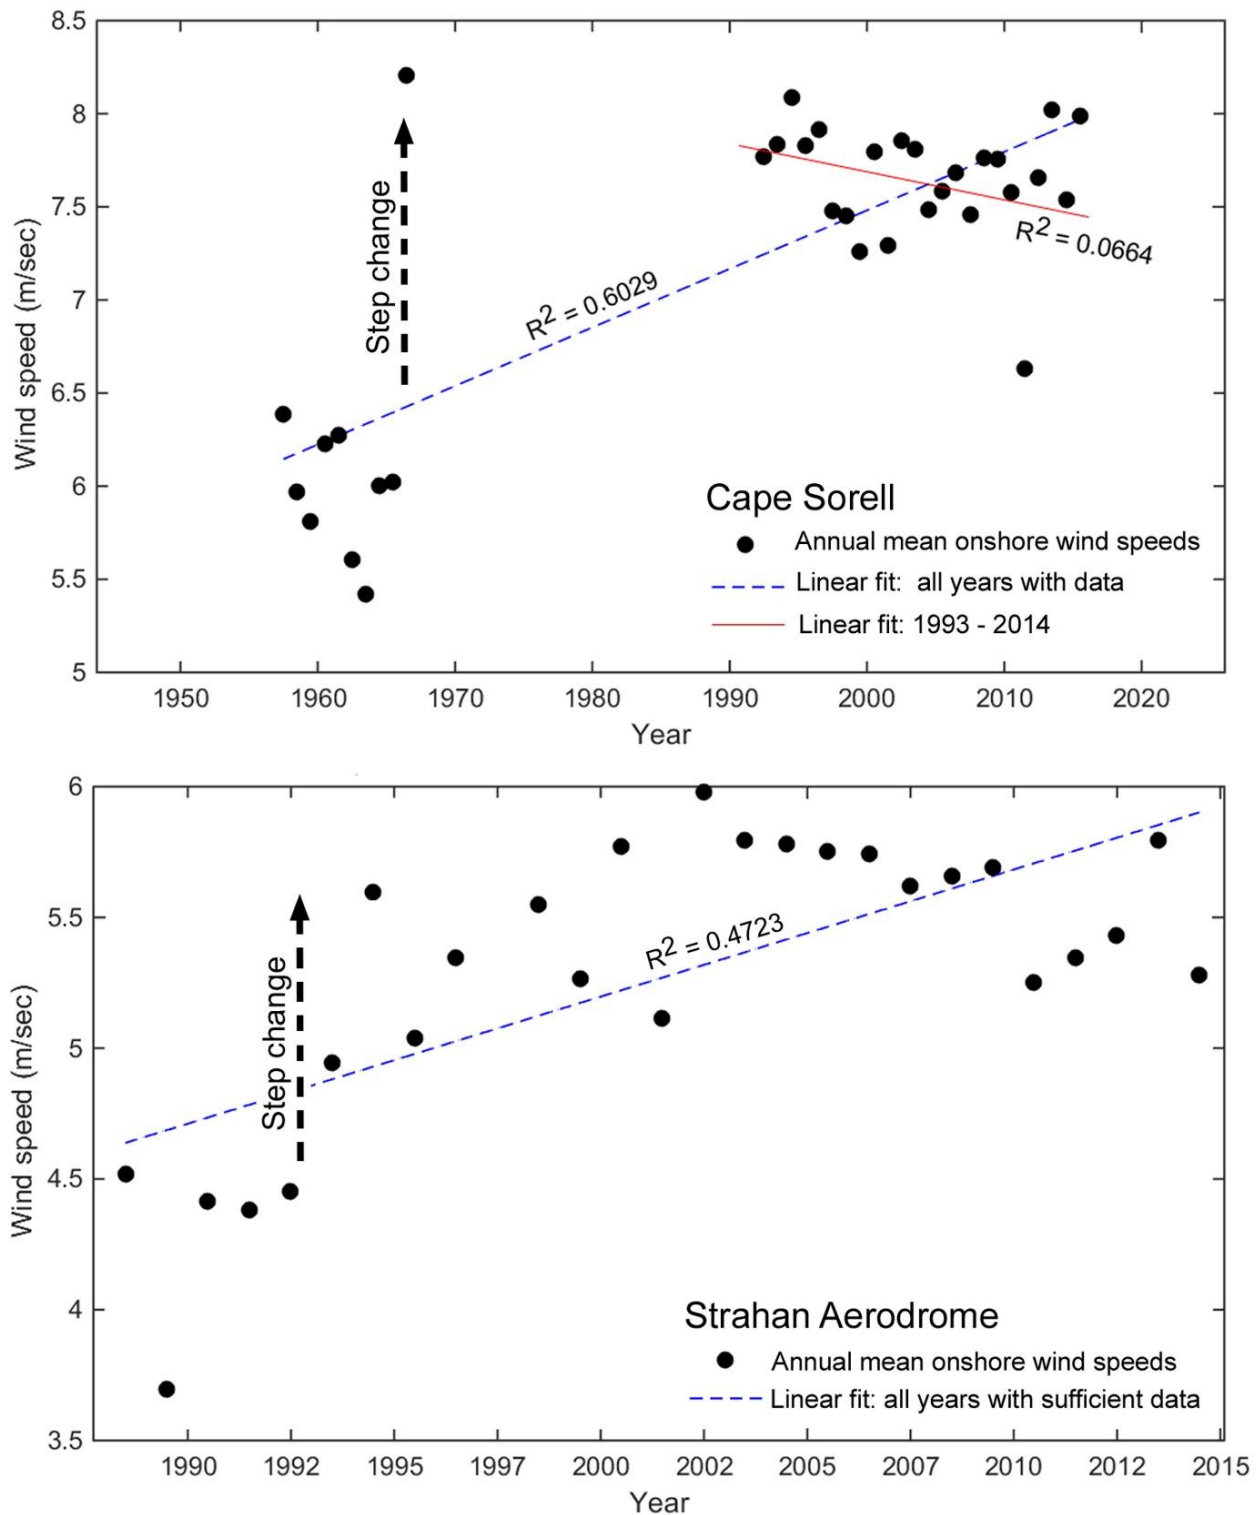 8.5
8
7.5
7
6.5
6
5.5
5
Wind speed (m/sec)
Step change
R2 = 0.6029
R2 = 0.0664
Cape Sorell
Annual mean onshore wind speeds
Linear fit: all years with data
Linear fit: 1993 - 2014
1950 1960 1970 1980 1990 2000 2010 2020
Year
6
5.5
5
4.5
4
3.5
Wind speed (m/sec)
Step change
R2 = 0.4723
Strahan Aerodrome
Annual mean onshore wind speeds
Linear fit: all years with sufficient data
1990 1992 1995 1997 2000 2002 2005 2007 2010 2012 2015
Year